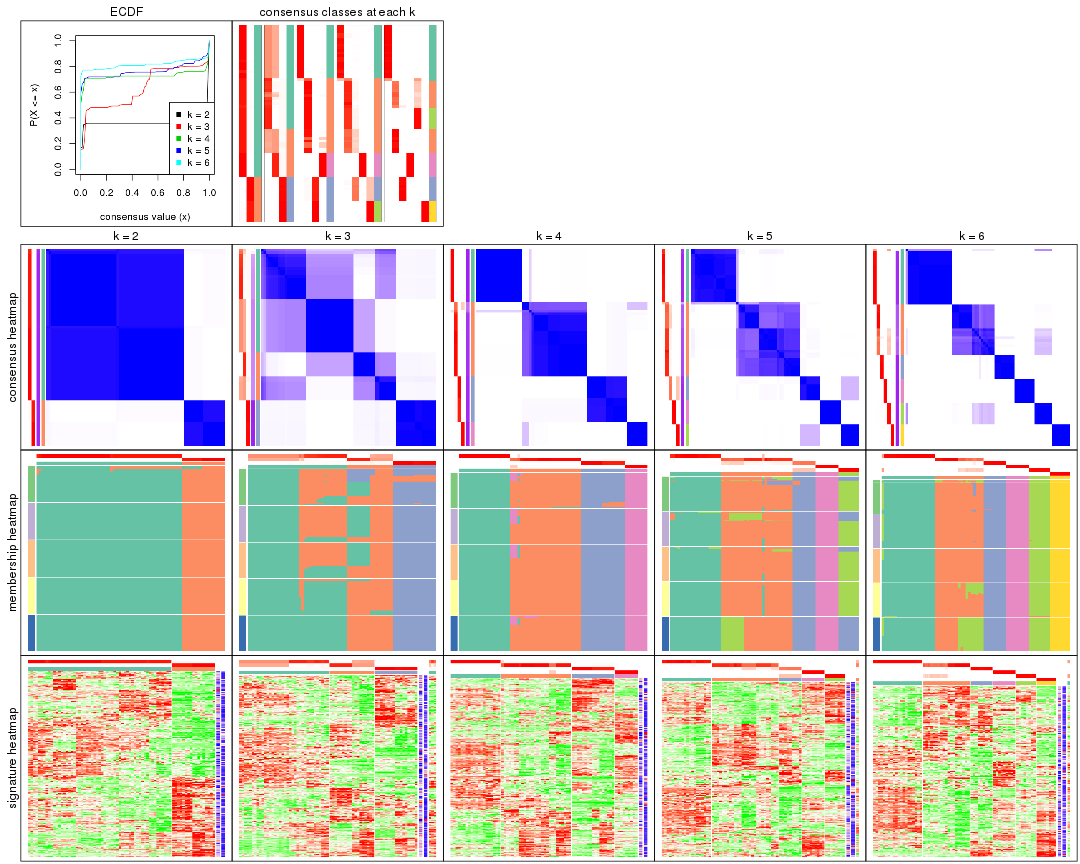 ECDF
consensus classes at each k
P(X <= x)
0.0 0.2 0.4 0.6 0.8 1.0
k = 2
k = 3
k = 4
k = 5
k = 6
0.0 0.2 0.4 0.6 0.8 1.0
consensus value (x)
k = 2 k = 3 k = 4 k = 5 k = 6
consensus heatmap
membership heatmap
signature heatmap